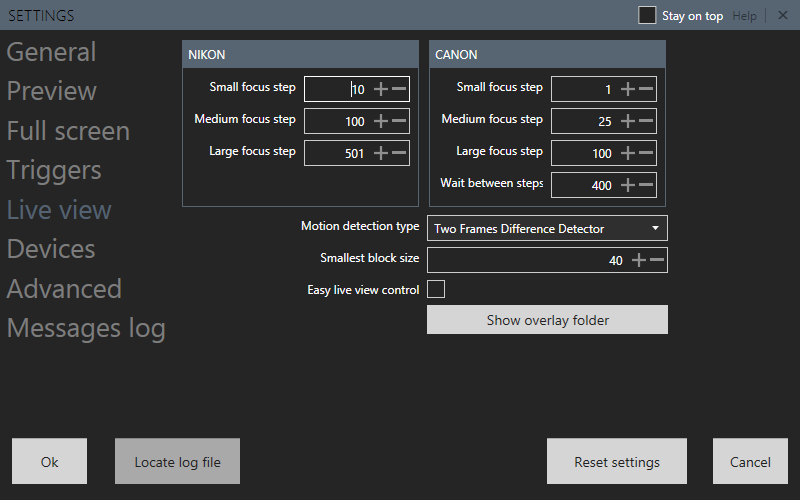 SETTINGS
Stay on top
Help
General
Preview
Full screen
Triggers
Live view
Devices
Advanced
Messages log
NIKON
Small focus step 10
Medium focus step 100
Large focus step 501
CANON
Small focus step 1
Medium focus step 25
Large focus step 100
Wait between steps 400
Motion detection type Two Frames Difference Detector
Smallest block size 40
Easy live view control
Show overlay folder
Ok
Locate log file
Reset settings
Cancel